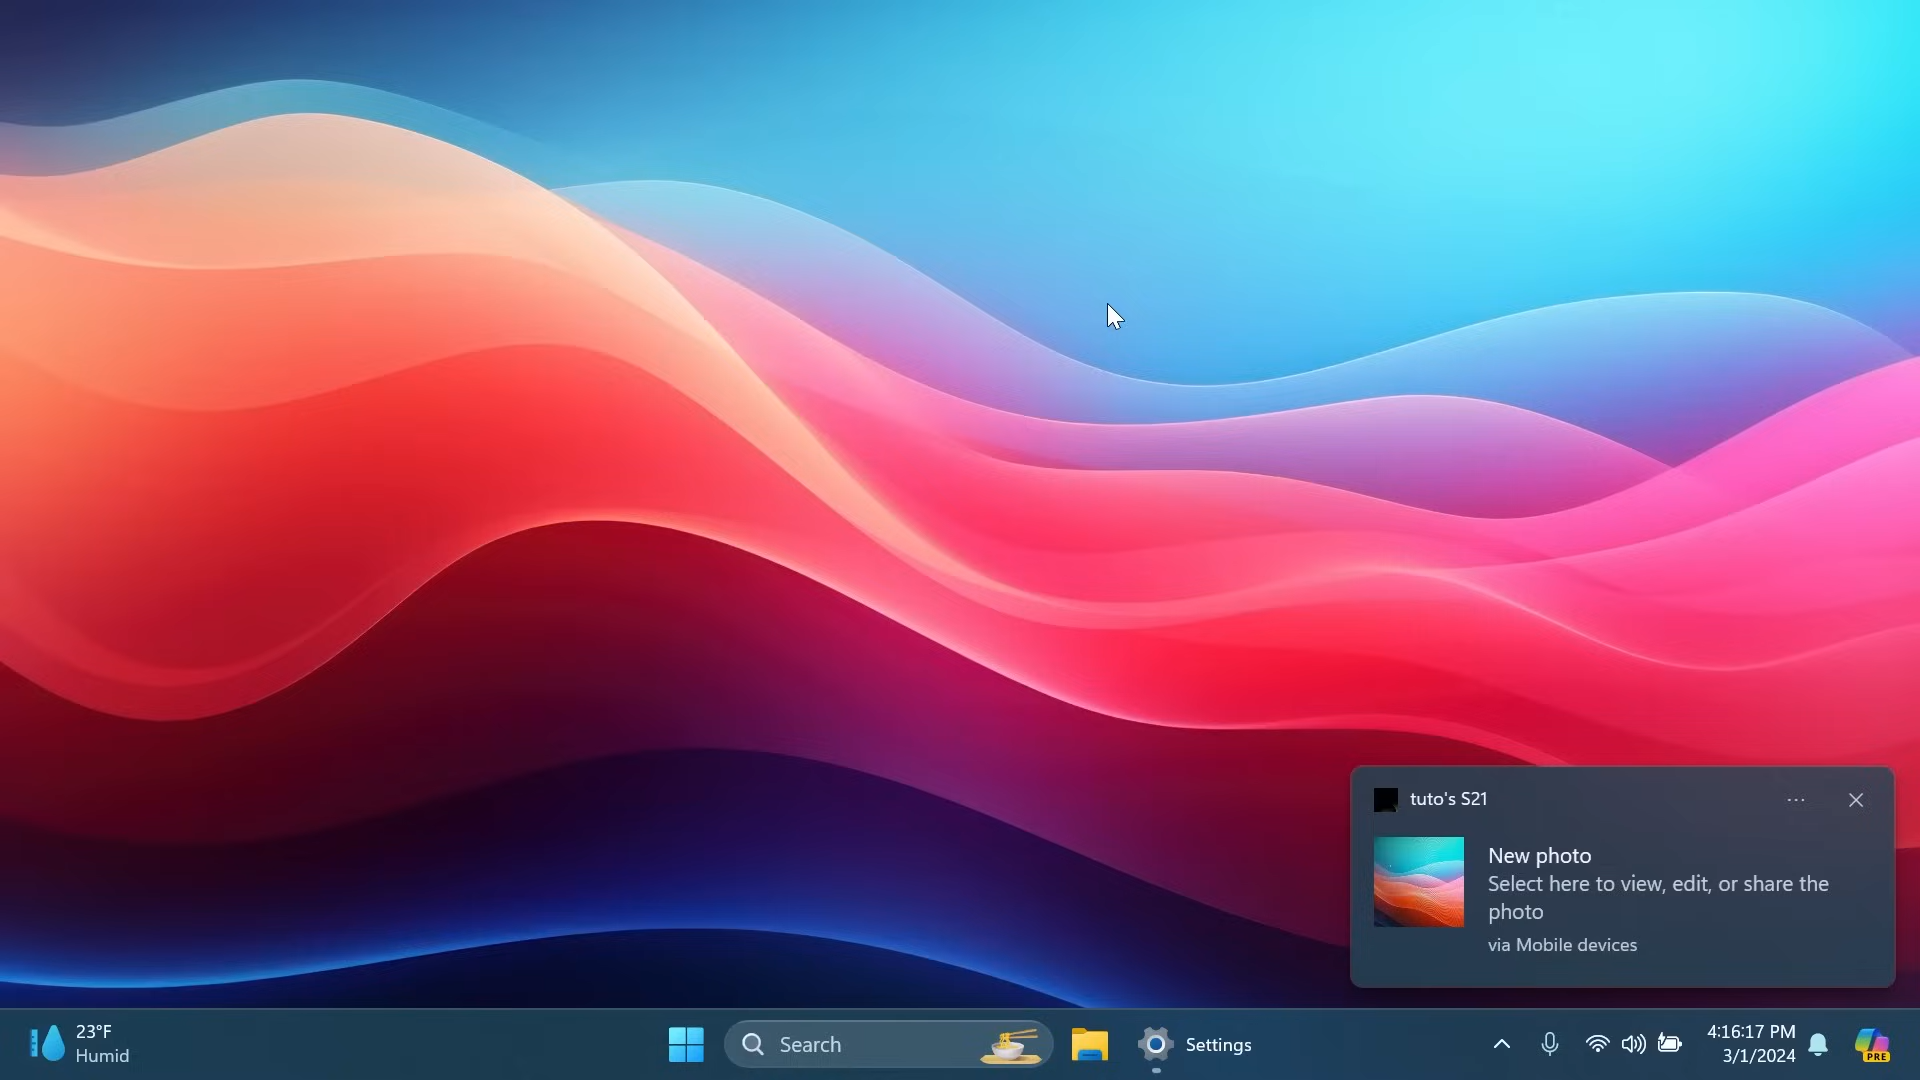 tuto's S21
New photo
Select here to view, edit, or share the
photo
via Mobile devices
23°F
Humid
Search
Settings
4:16:17 PM
3/1/2024
PRE